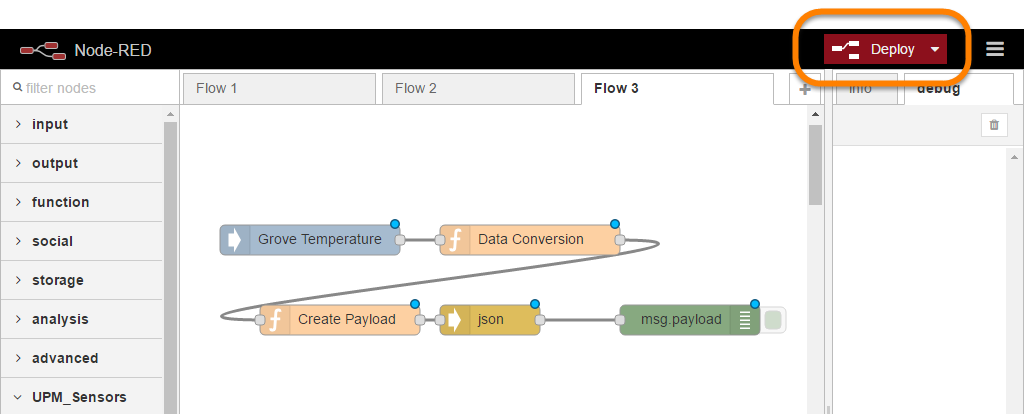 Node-RED
Deploy
filter nodes
Flow 1
Flow 2
Flow 3
+
info
debug
input
output
function
social
storage
analysis
advanced
UPM_Sensors
Grove Temperature
f
Data Conversion
f
Create Payload
json
msg.payload